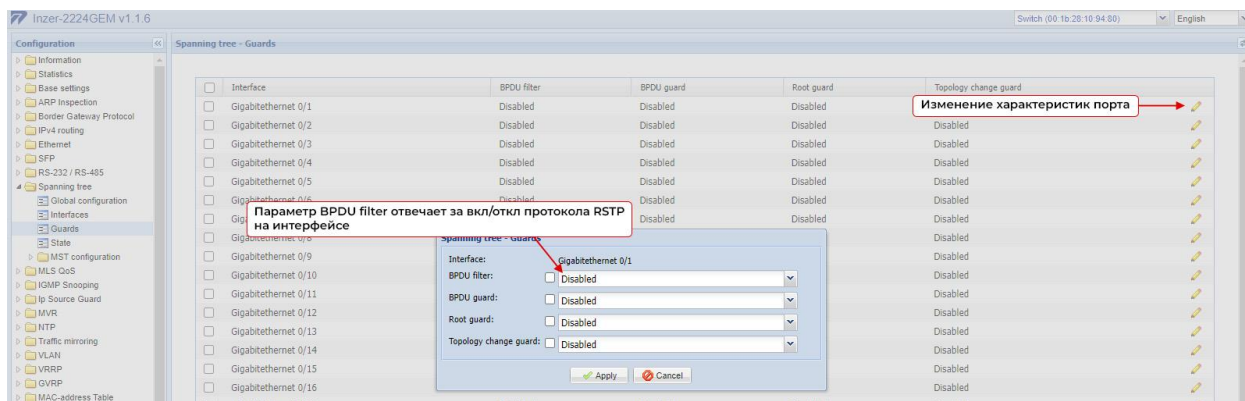 Inzer-2224GEM v1.1.6
Switch (00:1b:28:10:94:80)
English
Configuration
Spanning tree - Guards
Information
Statistics
Base settings
ARP Inspection
Border Gateway Protocol
IPv4 routing
Ethernet
SFP
RS-232 / RS-485
Spanning tree
Global configuration
Interfaces
Guards
State
MST configuration
MLS QoS
IGMP Snooping
Ip Source Guard
MVR
NTP
Traffic mirroring
VLAN
VRRP
GVRP
MAC-address Table
Interface BPDU filter BPDU guard Root guard Topology change guard
Gigabitethernet 0/1 Disabled Disabled Disabled
Изменение характеристик порта
Gigabitethernet 0/2 Disabled Disabled Disabled Disabled
Gigabitethernet 0/3 Disabled Disabled Disabled Disabled
Gigabitethernet 0/4 Disabled Disabled Disabled Disabled
Gigabitethernet 0/5 Disabled Disabled Disabled Disabled
Gigabitethernet 0/6 Disabled Disabled Disabled Disabled
Disabled Disabled Disabled
Параметр BPDU filter отвечает за вкл/откл протокола RSTP
на интерфейсе
Gigabitethernet 0/8 Disabled
Gigabitethernet 0/9 Disabled
Gigabitethernet 0/10 Disabled
Gigabitethernet 0/11 Disabled
Gigabitethernet 0/12 Disabled
Gigabitethernet 0/13 Disabled
Gigabitethernet 0/14 Disabled
Gigabitethernet 0/15 Disabled
Gigabitethernet 0/16 Disabled
Spanning tree - Guards
Interface: Gigabitethernet 0/1
BPDU filter: Disabled
BPDU guard: Disabled
Root guard: Disabled
Topology change guard: Disabled
Apply Cancel